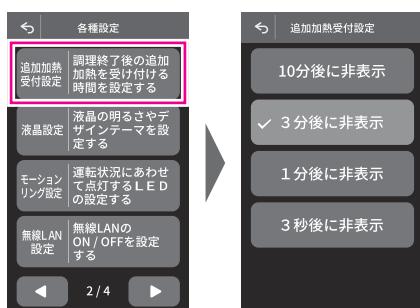 各種設定
追加加熱
受付設定
調理終了後の追加
加熱を受け付ける
時間を設定する
液晶設定
液晶の明るさやデ
ザインテーマを設
定する
モーション
リング設定
運転状況にあわせ
て点灯するＬＥＤ
の設定する
無線LAN
設定
無線LANの
ON / OFFを設定
する
2 / 4
追加加熱受付設定
10分後に非表示
３分後に非表示
１分後に非表示
３秒後に非表示